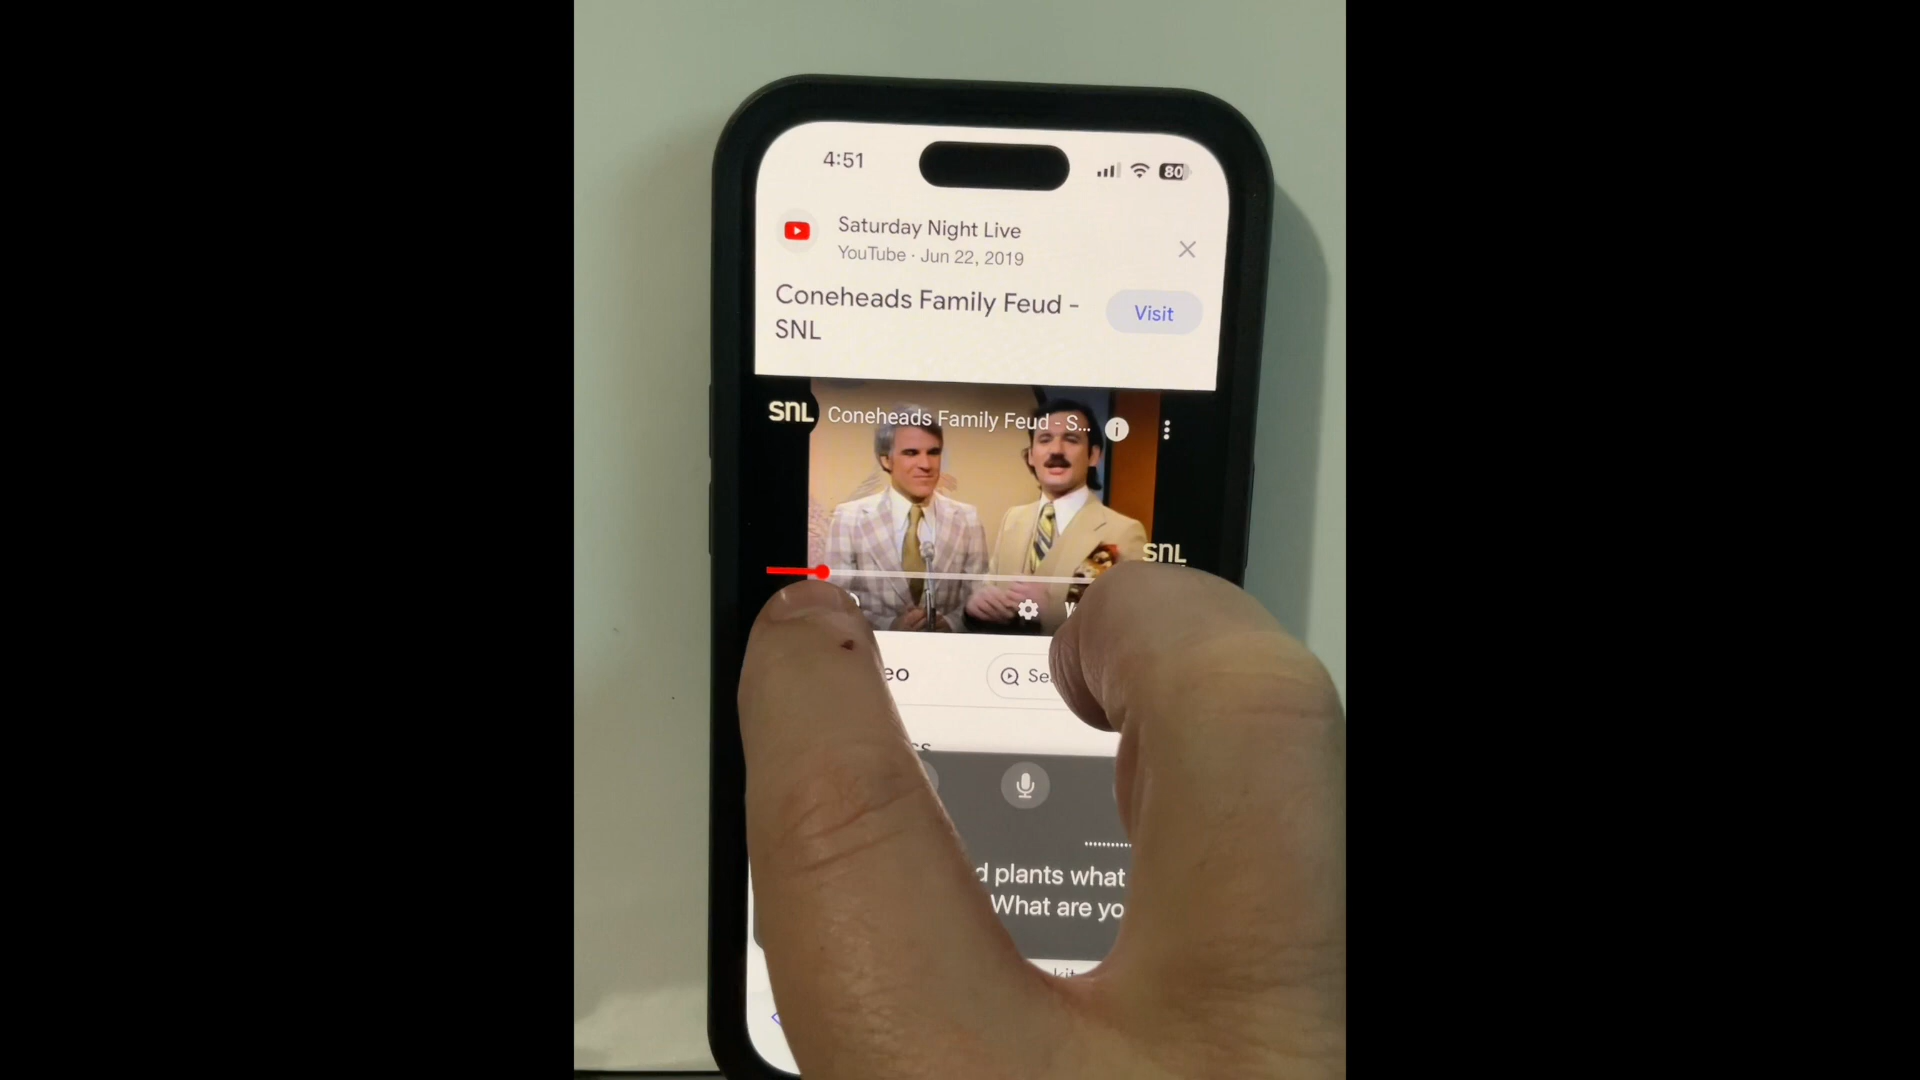 4:51
80
Saturday Night Live
YouTube · Jun 22, 2019
Coneheads Family Feud -
SNL
Visit
SNL
Coneheads Family Feud - S...
SNL
plants what
What are